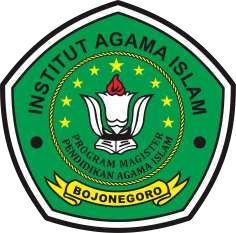 INSTITUT AGAMA ISLAM
PROGRAM MAGISTER
PENDIDIKAN AGAMA ISLAM
BOJONEGORO